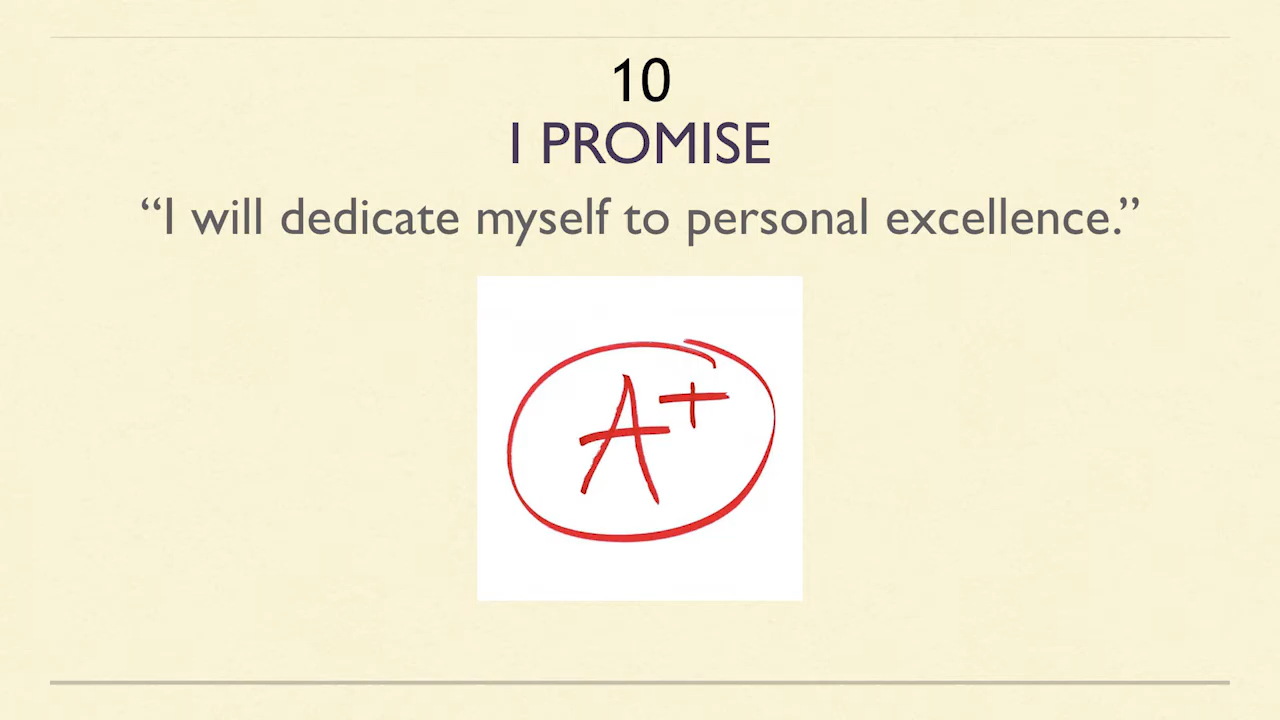 10
I PROMISE
“I will dedicate myself to personal excellence.”
A+